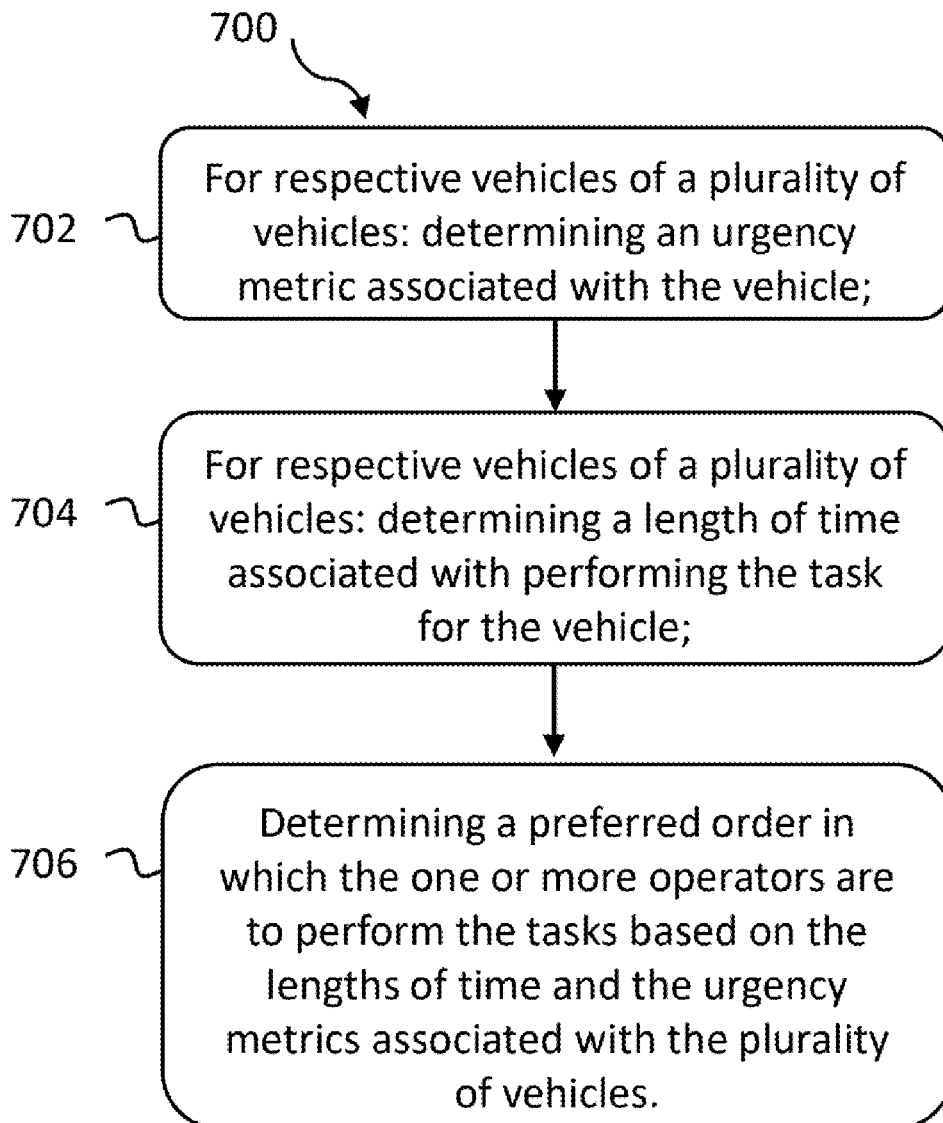 700
702
For respective vehicles of a plurality of
vehicles: determining an urgency
metric associated with the vehicle;
704
For respective vehicles of a plurality of
vehicles: determining a length of time
associated with performing the task
for the vehicle;
706
Determining a preferred order in
which the one or more operators are
to perform the tasks based on the
lengths of time and the urgency
metrics associated with the plurality
of vehicles.